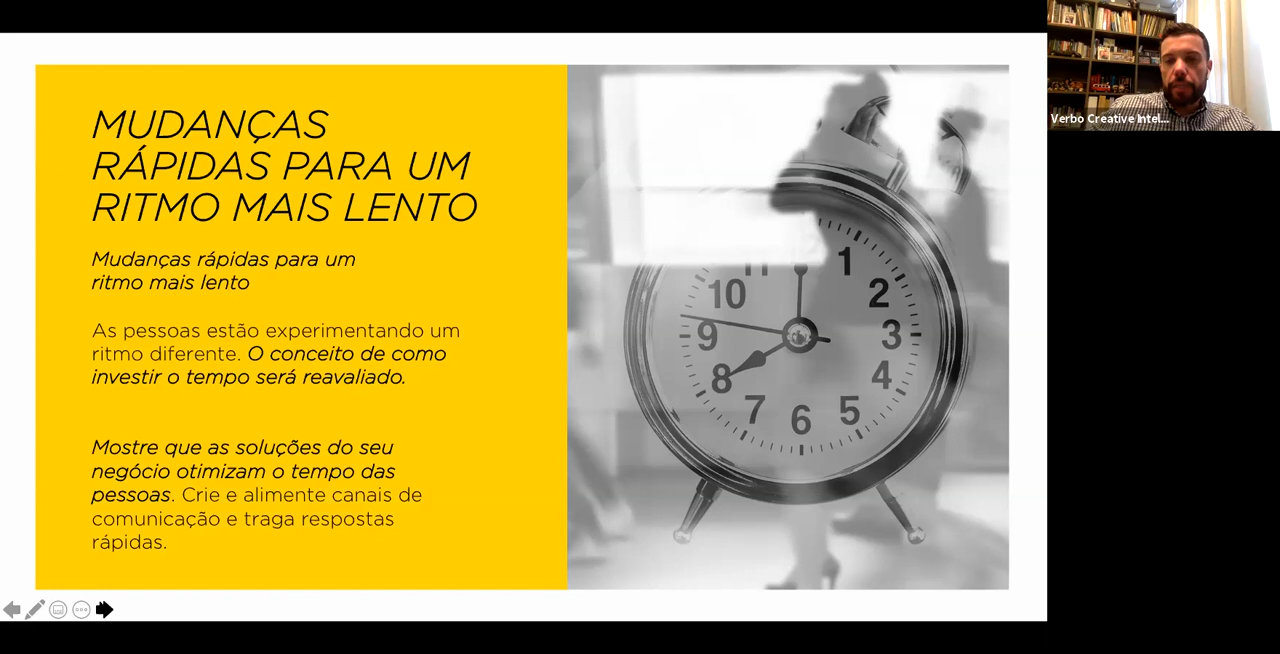 MUDANÇAS
RÁPIDAS PARA UM
RITMO MAIS LENTO
Mudanças rápidas para um
ritmo mais lento
As pessoas estão experimentando um
ritmo diferente. O conceito de como
investir o tempo será reavaliado.
Mostre que as soluções do seu
negócio otimizam o tempo das
pessoas. Crie e alimente canais de
comunicação e traga respostas
rápidas.
11
1
10
2
9
3
8
4
7
5
6
Verbo Creative Intel...